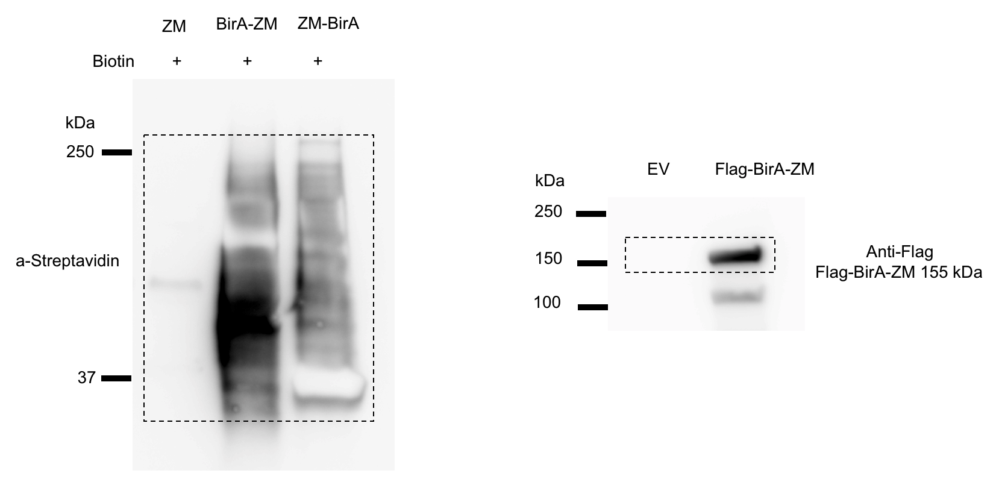 ZM BirA-ZM ZM-BirA
Biotin + + +
kDa
250
a-Streptavidin
37
EV Flag-BirA-ZM
kDa
250
150
100
Anti-Flag
Flag-BirA-ZM 155 kDa